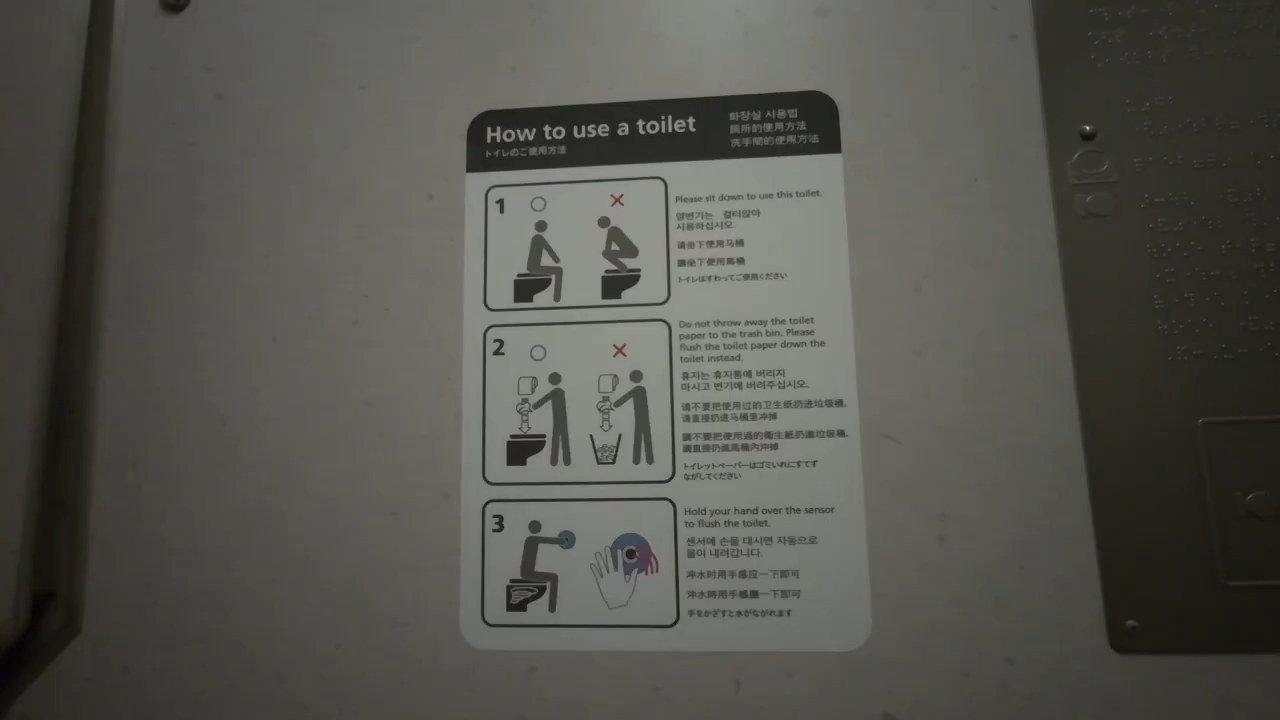 How to use a toilet
トイレのご使用方法
화장실 사용법
厕所的使用方法
洗手間的使用方法
1
Please sit down to use this toilet.
양변기는 걸터앉아
사용하십시오.
请坐下使用马桶
請坐下使用馬桶
トイレはすわってご使用ください
2
Do not throw away the toilet
paper to the trash bin. Please
flush the toilet paper down the
toilet instead.
휴지는 휴지통에 버리지
마시고 변기에 버려주십시오.
请不要把使用过的卫生纸扔进垃圾桶,
请直接扔进马桶里冲掉
請不要把使用過的衛生紙扔進垃圾桶,
請直接扔進馬桶內沖掉
トイレットペーパーはゴミいれにすてず
ながしてください
3
Hold your hand over the sensor
to flush the toilet.
센서에 손을 대시면 자동으로
물이 내려갑니다.
冲水时用手感应一下即可
沖水時用手感應一下即可
手をかざすと水がながれます